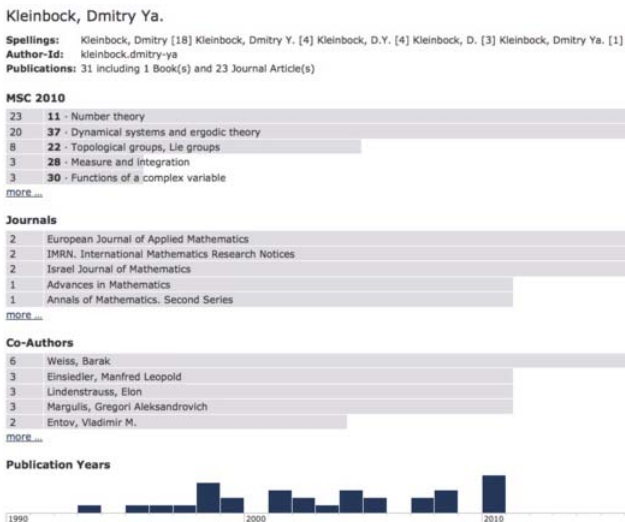 Kleinbock, Dmitry Ya.
Spellings: Kleinbock, Dmitry [18] Kleinbock, Dmitry Y. [4] Kleinbock, D.Y. [4] Kleinbock, D. [3] Kleinbock, Dmitry Ya. [1]
Author-Id: kleinbock.dmitry-ya
Publications: 31 including 1 Book(s) and 23 Journal Article(s)
MSC 2010
23 11 · Number theory
20 37 · Dynamical systems and ergodic theory
8 22 · Topological groups, Lie groups
3 28 · Measure and integration
3 30 · Functions of a complex variable
more ...
Journals
2 European Journal of Applied Mathematics
2 IMRN. International Mathematics Research Notices
2 Israel Journal of Mathematics
1 Advances in Mathematics
1 Annals of Mathematics. Second Series
more ...
Co-Authors
6 Weiss, Barak
3 Einsiedler, Manfred Leopold
3 Lindenstrauss, Elon
3 Margulis, Gregori Aleksandrovich
2 Entov, Vladimir M.
more ...
Publication Years
1990 2000 2010